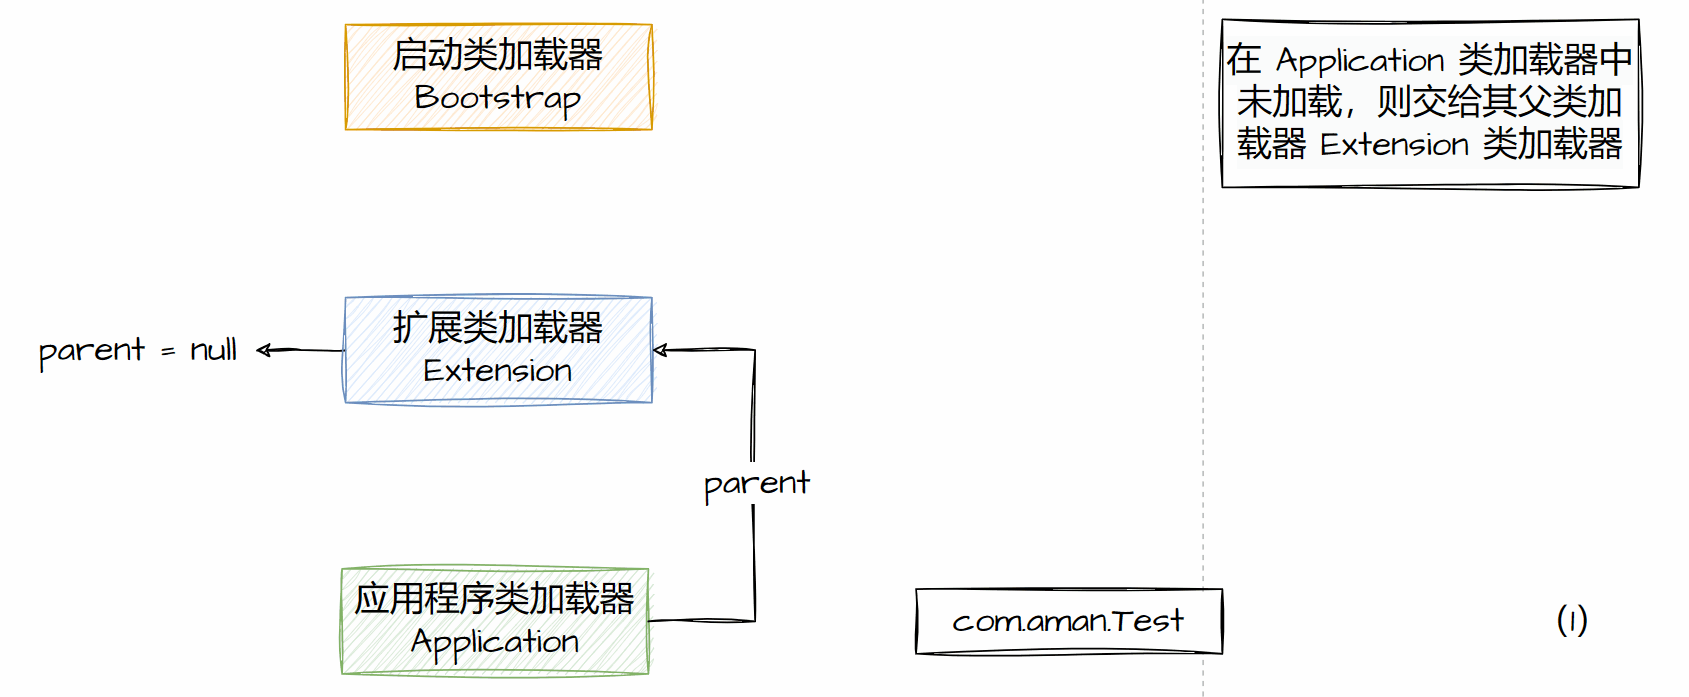 启动类加载器
Bootstrap
在 Application 类加载器中
未加载，则交给其父类加
载器 Extension 类加载器
parent = null
扩展类加载器
Extension
parent
应用程序类加载器
Application
com.aman.Test
(1)